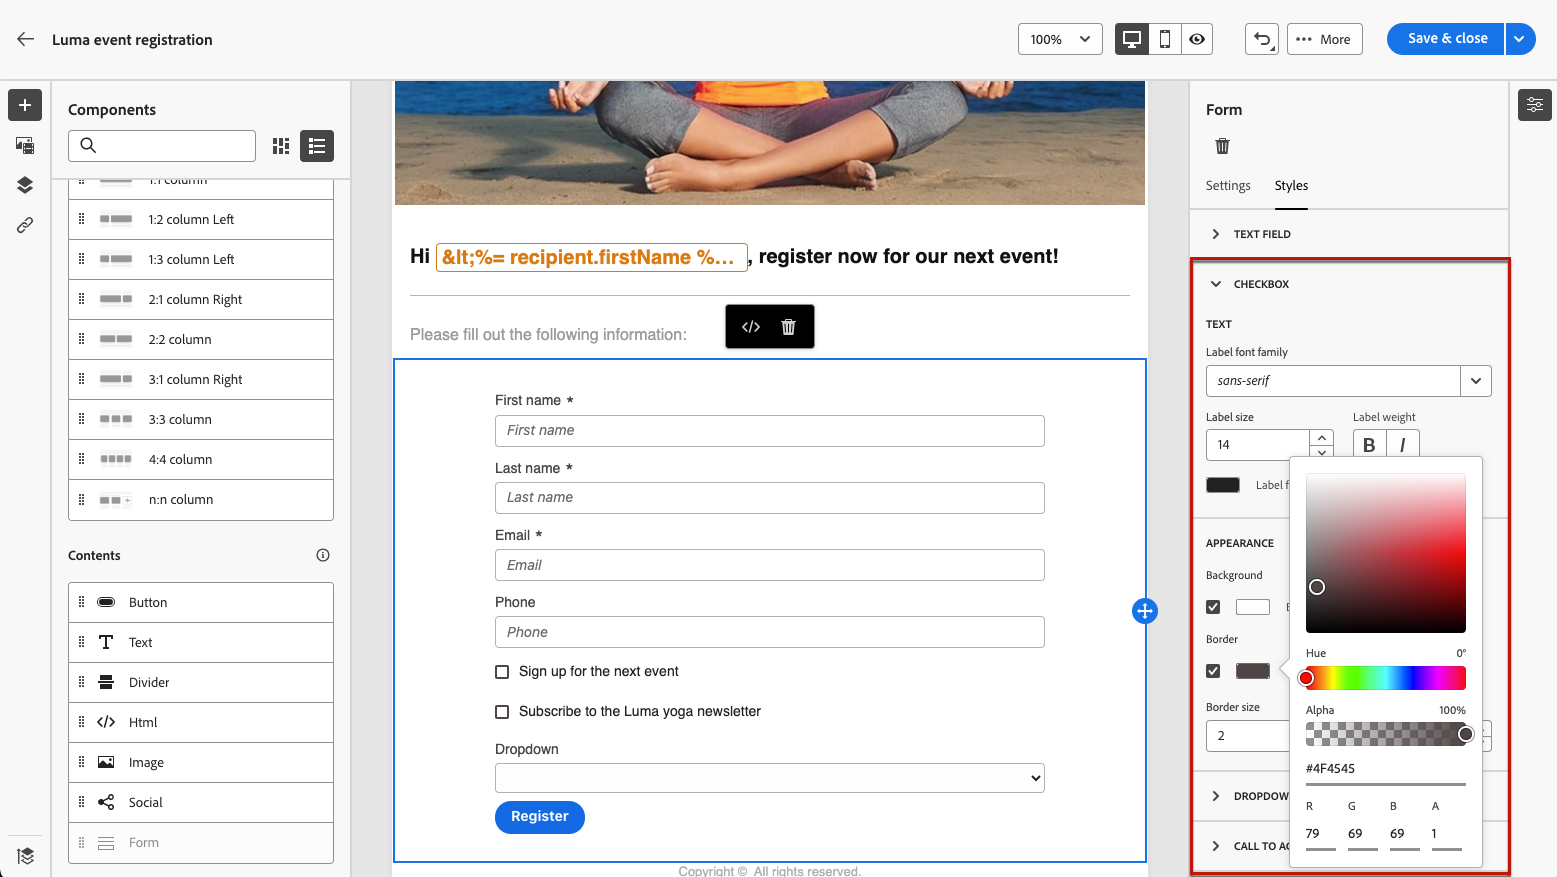 Luma event registration
100%
More
Save & close
Components
1:1 column
1:2 column Left
1:3 column Left
2:1 column Right
2:2 column
3:1 column Right
3:3 column
4:4 column
n:n column
Contents
Button
Text
Divider
Html
Image
Social
Form
Hi &lt;%= recipient.firstName %... , register now for our next event!
Please fill out the following information:
First name *
First name
Last name *
Last name
Email *
Email
Phone
Phone
Sign up for the next event
Subscribe to the Luma yoga newsletter
Dropdown
Register
Copyright © All rights reserved.
Form
Settings
Styles
TEXT FIELD
CHECKBOX
TEXT
Label font family
sans-serif
Label size
Label weight
14
B
I
Label f
APPEARANCE
Background
Border
Border size
2
DROPDOW
CALL TO AC
Hue
0°
Alpha
100%
#4F4545
R G B A
79 69 69 1